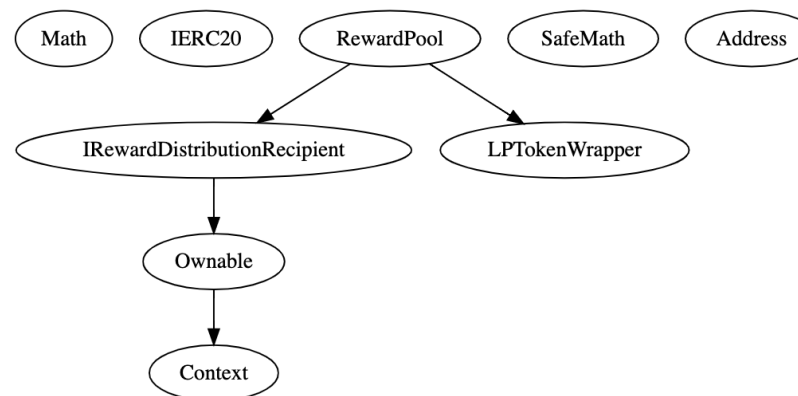 Math IERC20 RewardPool SafeMath Address
IRewardDistributionRecipient LPTokenWrapper
Ownable
Context